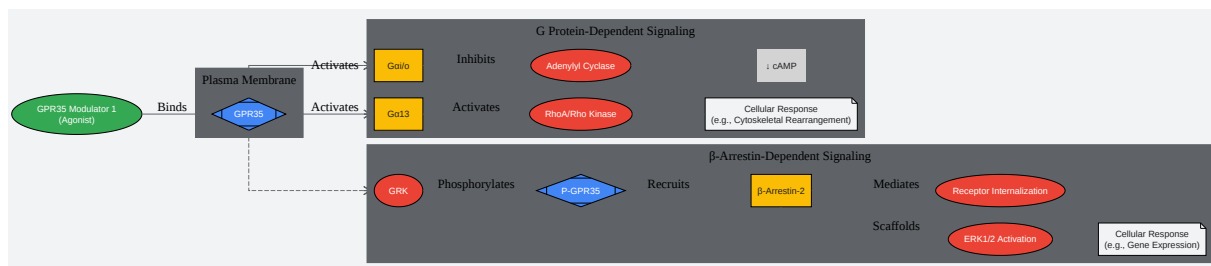 G Protein-Dependent Signaling
Activates
Gαi/o
Inhibits
Adenylyl Cyclase
↓ cAMP
Plasma Membrane
GPR35 Modulator 1
(Agonist)
Binds
GPR35
Activates
Gα13
Activates
RhoA/Rho Kinase
Cellular Response
(e.g., Cytoskeletal Rearrangement)
β-Arrestin-Dependent Signaling
GRK
Phosphorylates
P-GPR35
Recruits
β-Arrestin-2
Mediates
Receptor Internalization
Scaffolds
ERK1/2 Activation
Cellular Response
(e.g., Gene Expression)